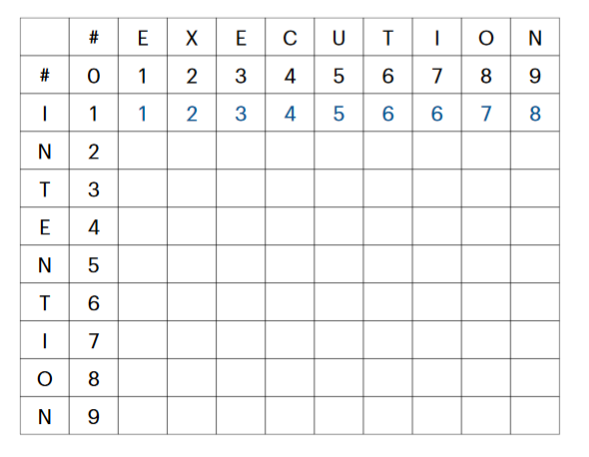 # E X E C U T I O N
# 0 1 2 3 4 5 6 7 8 9
I 1 1 2 3 4 5 6 6 7 8
N 2
T 3
E 4
N 5
T 6
I 7
O 8
N 9